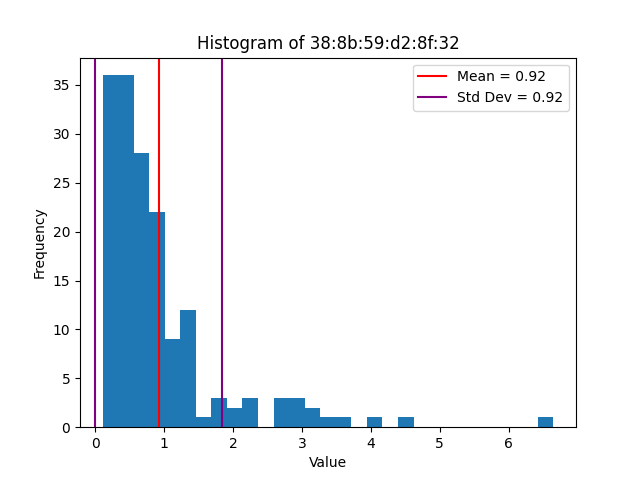 Histogram of 38:8b:59:d2:8f:32
Mean = 0.92
Std Dev = 0.92
Frequency
35
30
25
20
15
10
5
0
0 1 2 3 4 5 6
Value